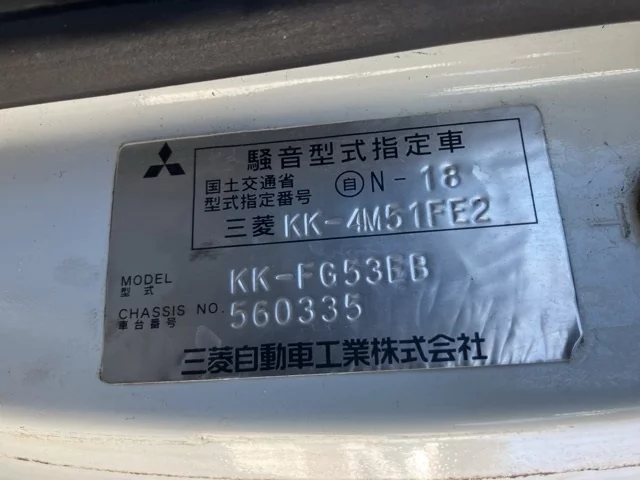 騒音型式指定車
国土交通省
型式指定番号 自N-18
三菱 KK-4M51FE2
MODEL
型式 KK-FG53EB
CHASSIS NO.
車台番号 560335
三菱自動車工業株式会社